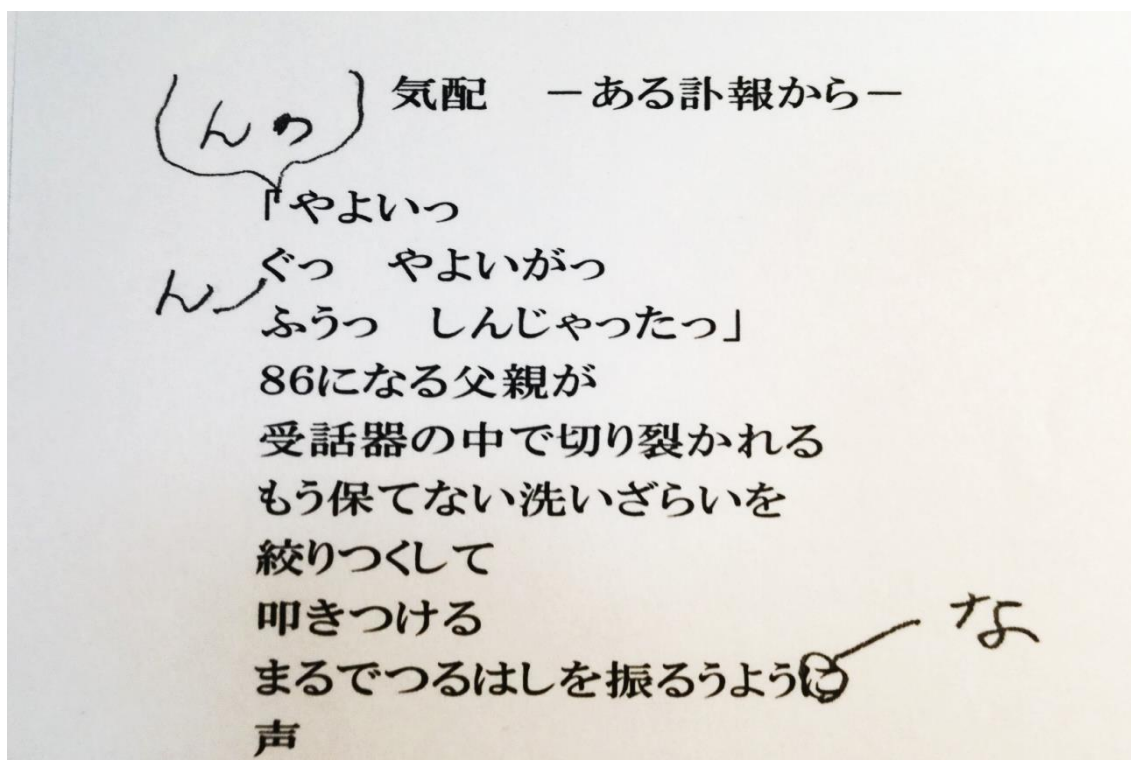 気配　－ある訃報から－
んの
「やよいっ
ぐっ　やよいがっ
ん
ふうっ　しんじゃったっ」
86になる父親が
受話器の中で切り裂かれる
もう保てない洗いざらいを
絞りつくして
叩きつける
な
まるでつるはしを振るうように
声